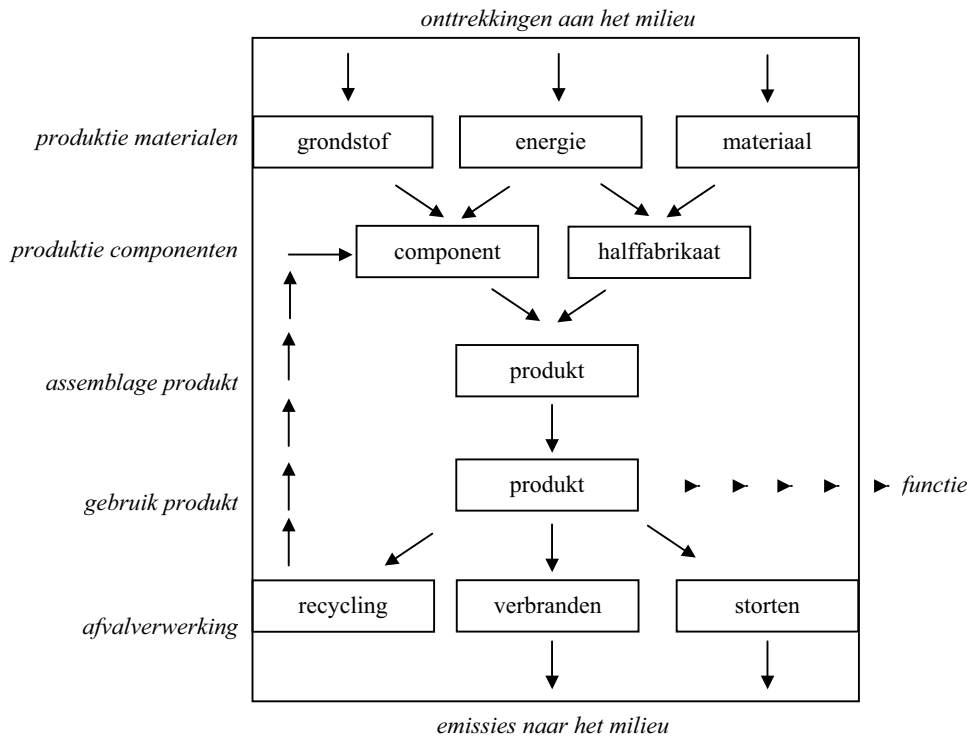 onttrekkingen aan het milieu
produktie materialen
grondstof
energie
materiaal
produktie componenten
component
halffabrikaat
assemblage produkt
produkt
gebruik produkt
produkt
functie
afvalverwerking
recycling
verbranden
storten
emissies naar het milieu